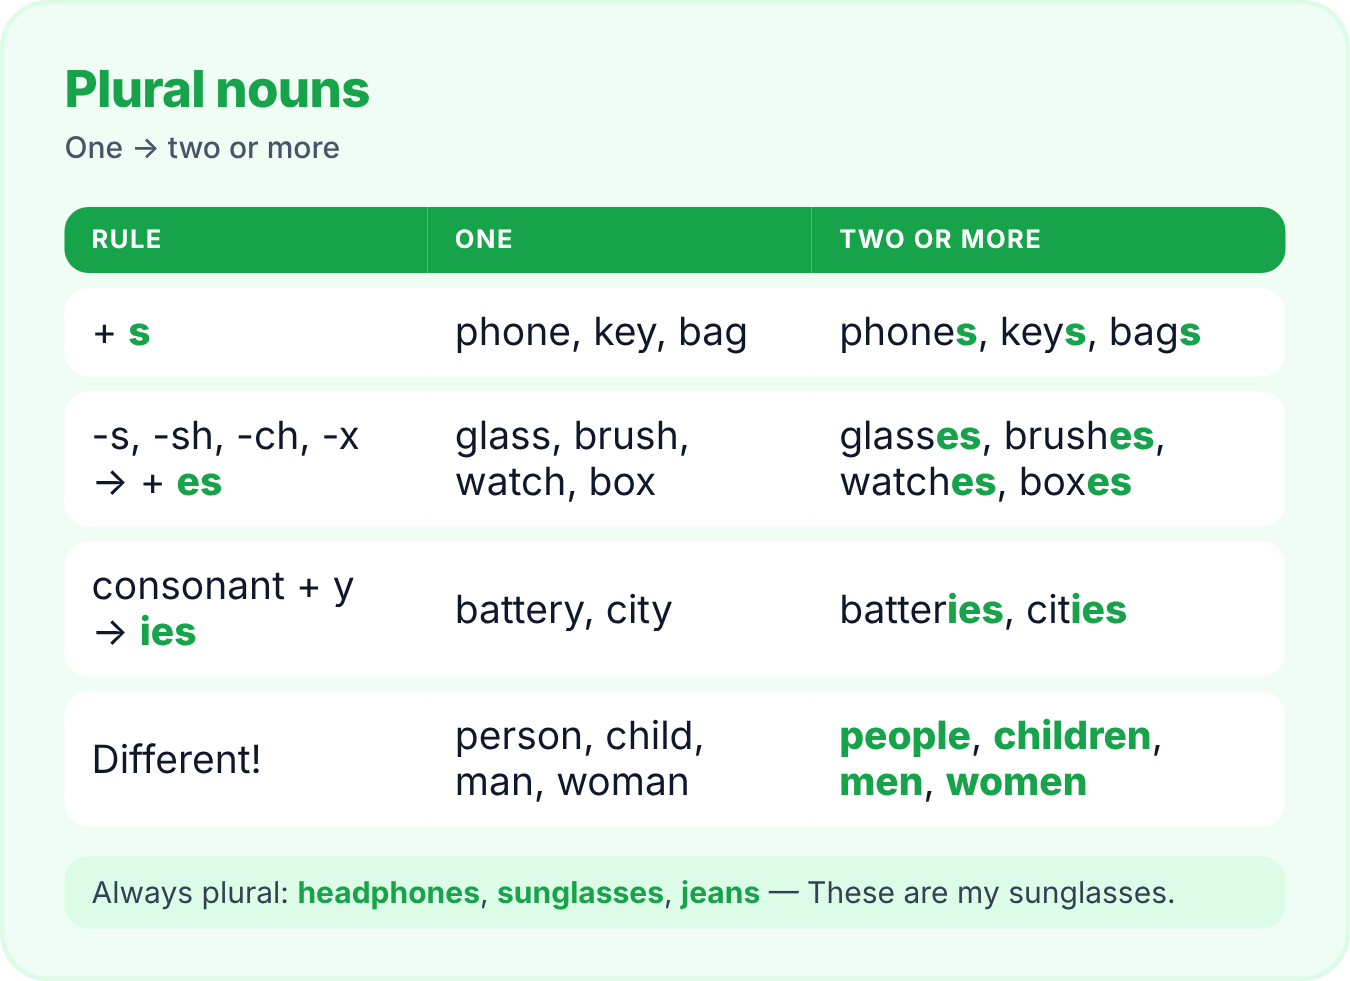 Plural nouns
One → two or more
RULE ONE TWO OR MORE
+ s phone, key, bag phones, keys, bags
-s, -sh, -ch, -x glass, brush, glasses, brushes,
→ + es watch, box watches, boxes
consonant + y
→ ies battery, city batteries, cities
Different! person, child, people, children,
man, woman men, women
Always plural: headphones, sunglasses, jeans — These are my sunglasses.